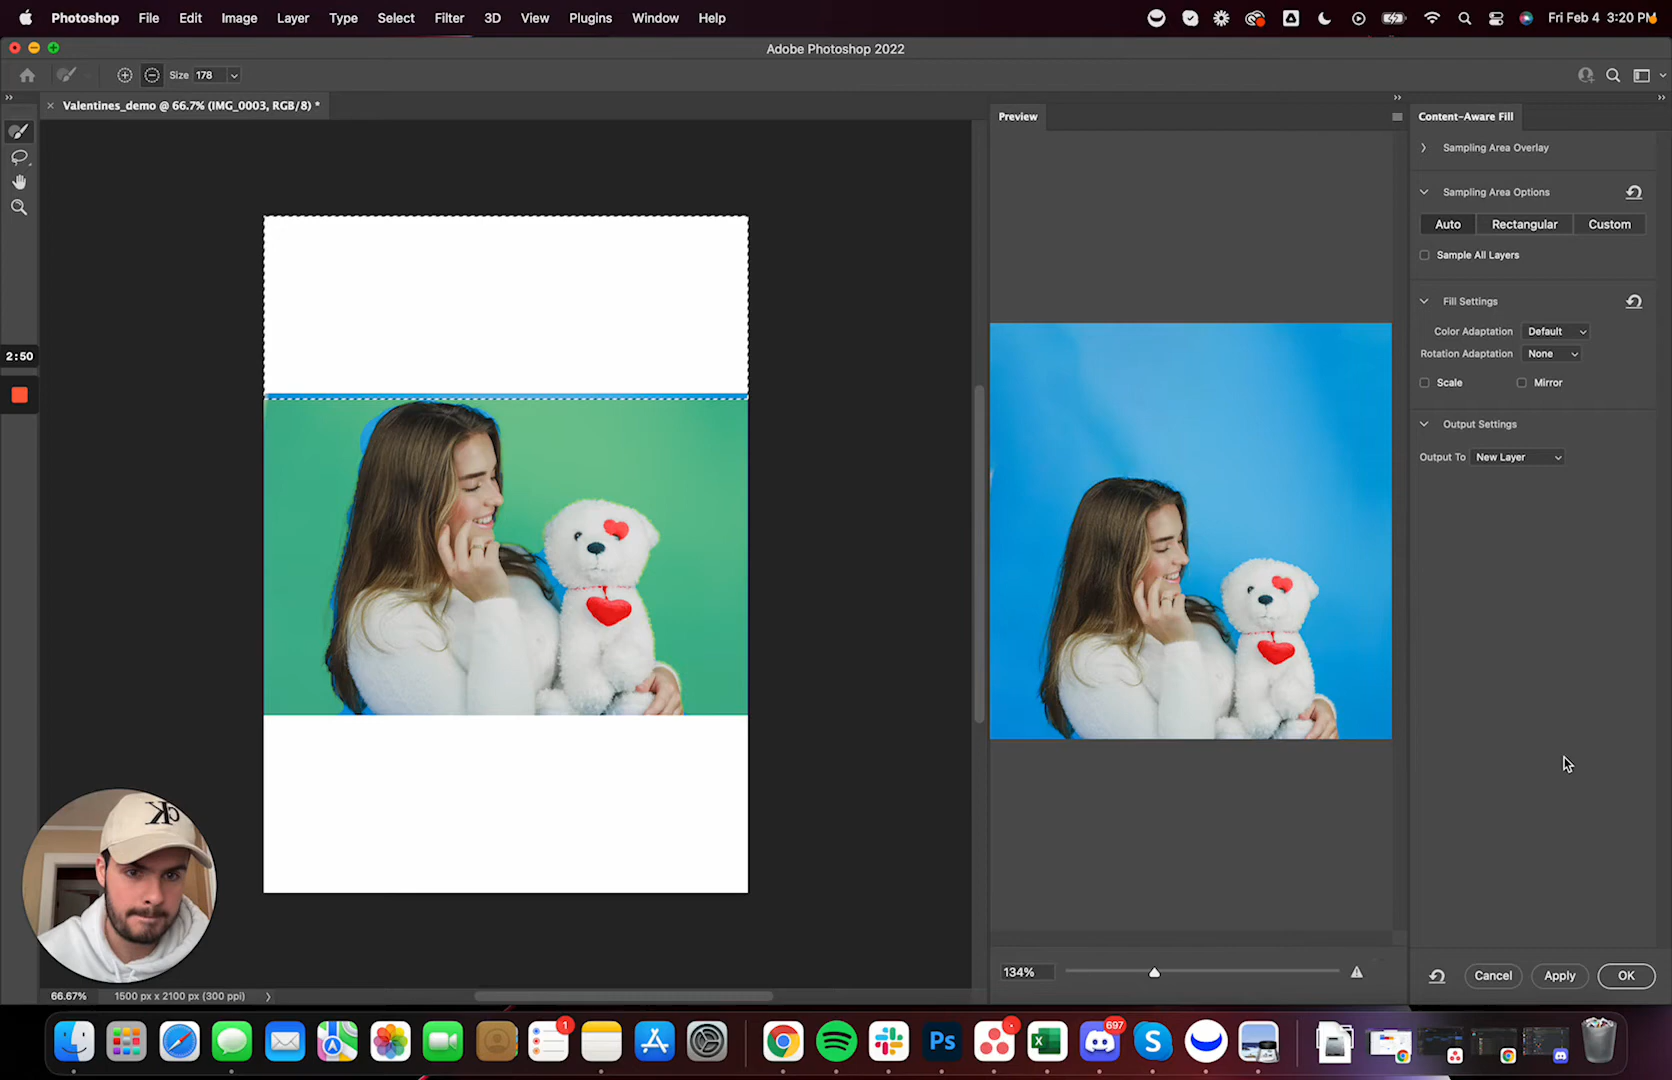 Photoshop File Edit Image Layer Type Select Filter 3D View Plugins Window Help Fri Feb 4 3:20 PM
Adobe Photoshop 2022
Size 178
Valentines_demo @ 66.7% (IMG_0003, RGB/8) *
Preview
Content-Aware Fill
Sampling Area Overlay
Sampling Area Options
Auto Rectangular Custom
Sample All Layers
Fill Settings
Color Adaptation Default
Rotation Adaptation None
Scale Mirror
2:50
Output Settings
Output To New Layer
CK
134%
Cancel Apply OK
66.67% 1500 px x 2100 px (300 ppi)
1
Ps
697